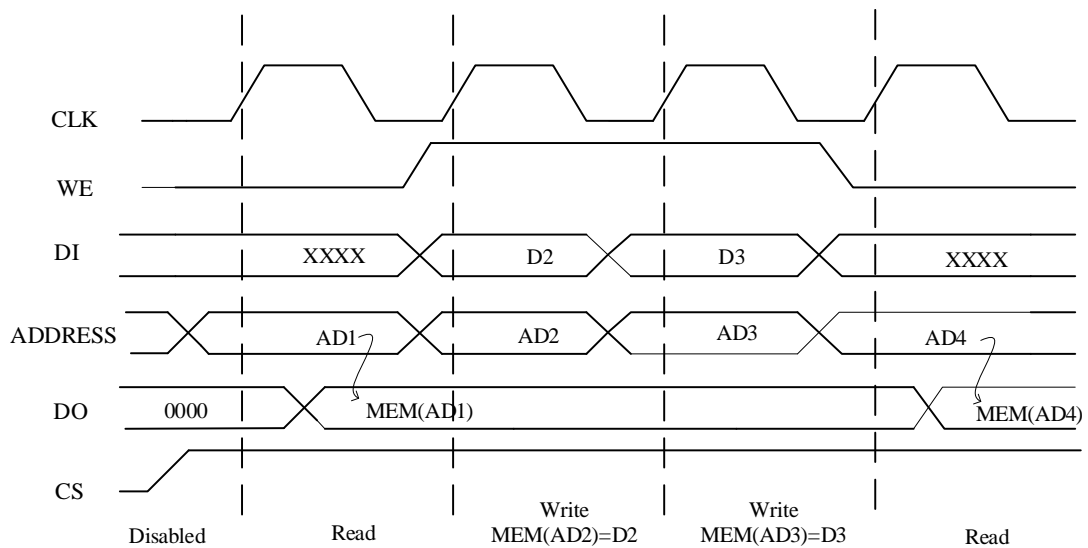 CLK
WE
DI XXXX D2 D3 XXXX
ADDRESS AD1 AD2 AD3 AD4
DO 0000 MEM(AD1) MEM(AD4)
CS
Disabled Read Write Write Read
MEM(AD2)=D2 MEM(AD3)=D3